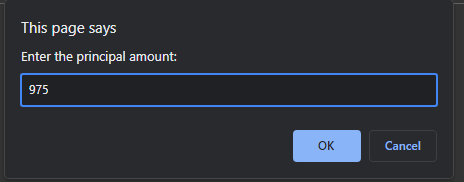 This page says
Enter the principal amount:
975
OK Cancel